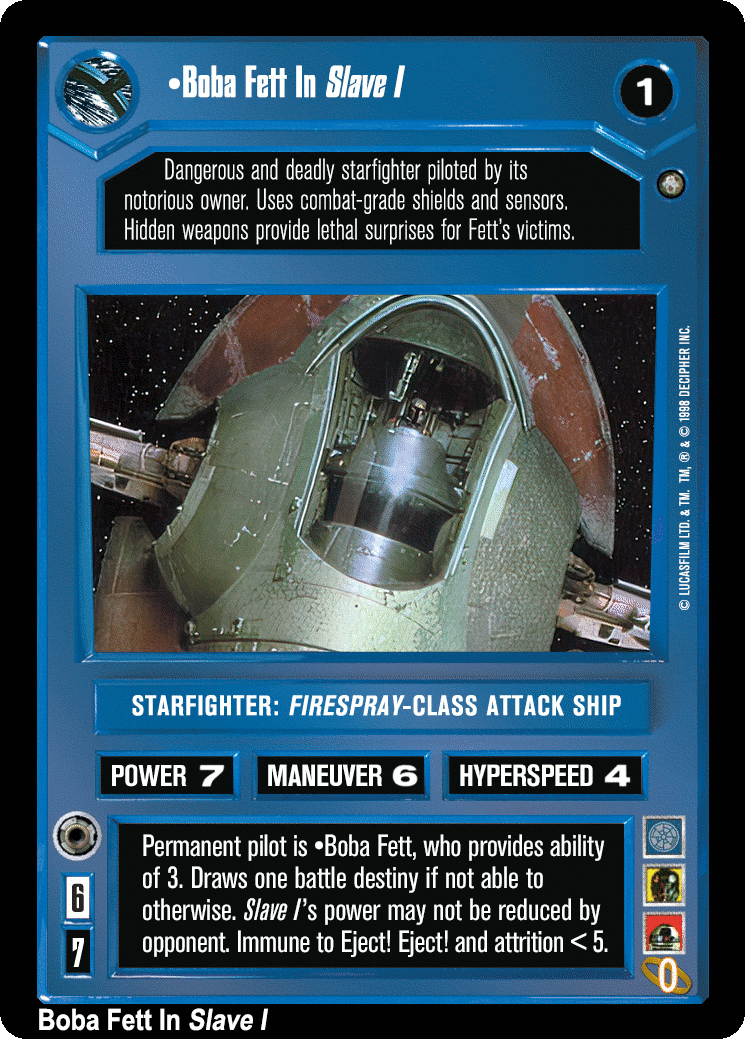 •Boba Fett In Slave I
1
Dangerous and deadly starfighter piloted by its
notorious owner. Uses combat-grade shields and sensors.
Hidden weapons provide lethal surprises for Fett's victims.
© LUCASFILM LTD. & TM. TM, ® & © 1998 DECIPHER INC.
STARFIGHTER: FIRESPRAY-CLASS ATTACK SHIP
POWER 7 MANEUVER 6 HYPERSPEED 4
Permanent pilot is •Boba Fett, who provides ability
of 3. Draws one battle destiny if not able to
otherwise. Slave I's power may not be reduced by
opponent. Immune to Eject! Eject! and attrition < 5.
6
7
0
Boba Fett In Slave I